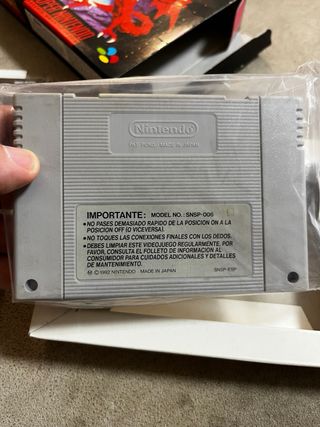 Nintendo
PAT. PEND. MADE IN JAPAN
IMPORTANTE: MODEL NO.: SNSP-006
•NO PASES DEMASIADO RAPIDO DE LA POSICION ON A LA
POSICION OFF (O VICEVERSA).
•NO TOQUES LAS CONEXIONES FINALES CON LOS DEDOS.
•DEBES LIMPIAR ESTE VIDEOJUEGO REGULARMENTE, POR
FAVOR, CONSULTA EL FOLLETO DE INFORMACION AL
CONSUMIDOR PARA CUIDADOS ADICIONALES Y DETALLES
DE MANTENIMIENTO.
Ⓜ © 1992 NINTENDO MADE IN JAPAN SNSP-ESP